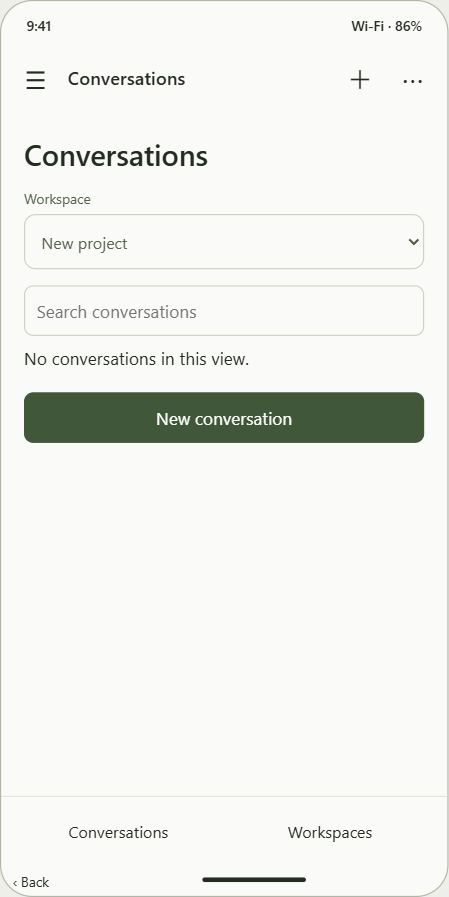 9:41 Wi-Fi · 86%
☰ Conversations + ...
Conversations
Workspace
New project
Search conversations
No conversations in this view.
New conversation
Conversations Workspaces
‹ Back